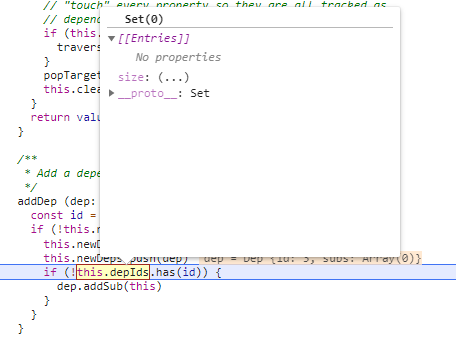 // "touch" every property so they are all tracked as
// depend
if (this.
travers
}
popTarget
this.clea
}
return valu
}
/**
* Add a depe
*/
addDep (dep:
const id =
if (!this.n
this.newD
this.newDeps.push(dep) dep = Dep {id: 3, subs: Array(0)}
if (!this.depIds.has(id)) {
dep.addSub(this)
}
}
}
Set(0)
[[Entries]]
No properties
size: (...)
__proto__: Set